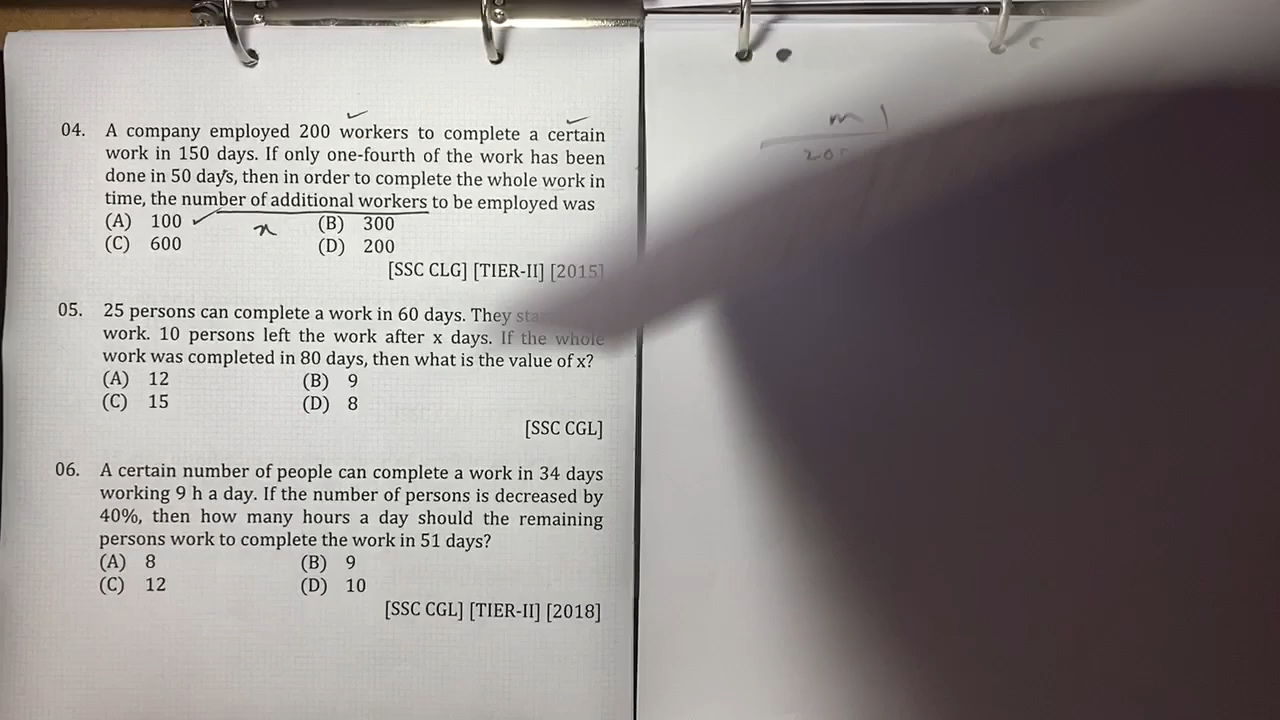 04. A company employed 200 workers to complete a certain
work in 150 days. If only one-fourth of the work has been
done in 50 day's, then in order to complete the whole work in
time, the number of additional workers to be employed was
(A) 100 (B) 300
x
(C) 600 (D) 200
[SSC CLG] [TIER-II] [2015]
05. 25 persons can complete a work in 60 days. They
work. 10 persons left the work after x days. If the whole
work was completed in 80 days, then what is the value of x?
(A) 12 (B) 9
(C) 15 (D) 8
[SSC CGL]
06. A certain number of people can complete a work in 34 days
working 9 h a day. If the number of persons is decreased by
40%, then how many hours a day should the remaining
persons work to complete the work in 51 days?
(A) 8 (B) 9
(C) 12 (D) 10
[SSC CGL] [TIER-II] [2018]
m